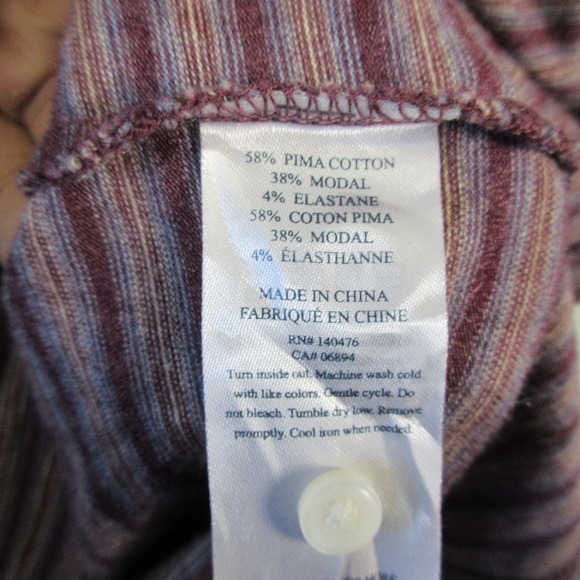 58% PIMA COTTON
38% MODAL
4% ELASTANE
58% COTON PIMA
38% MODAL
4% ÉLASTHANNE
MADE IN CHINA
FABRIQUÉ EN CHINE
RN# 140476
CA# 06894
Turn inside out. Machine wash cold
with like colors. Gentle cycle. Do
not bleach. Tumble dry low. Remove
promptly. Cool iron when needed.